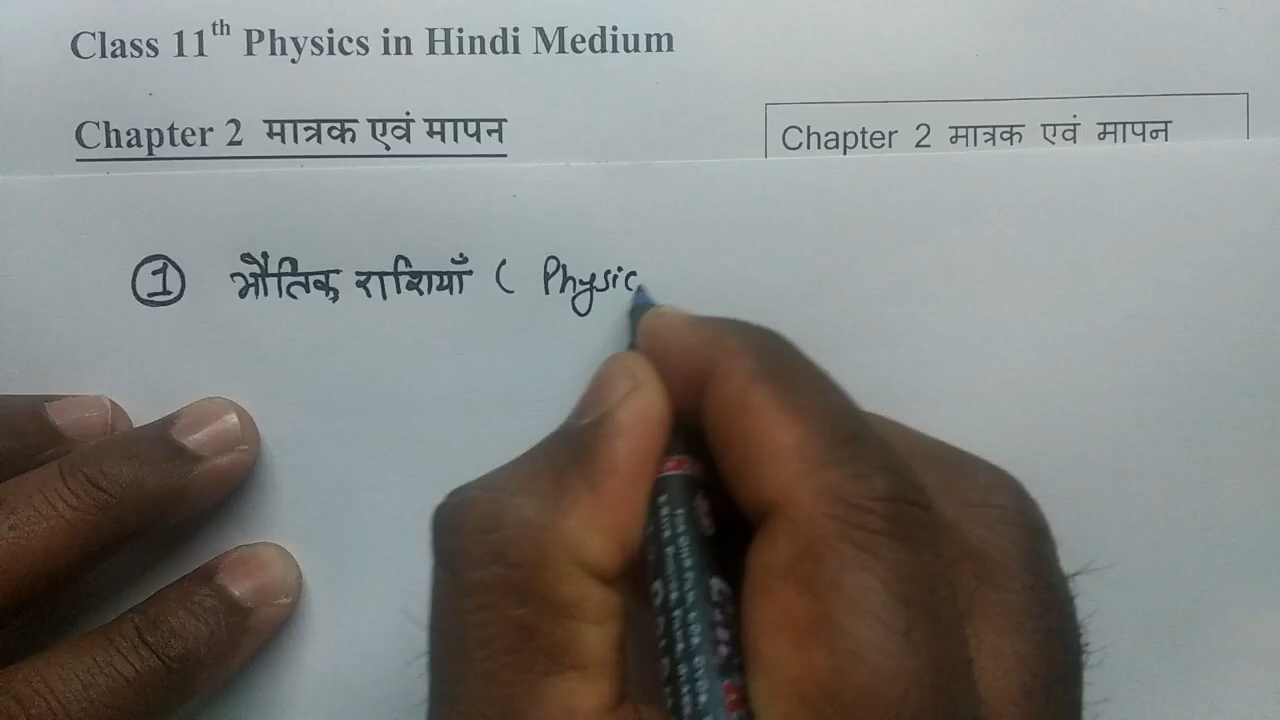 Class 11th Physics in Hindi Medium
Chapter 2 मात्रक एवं मापन
Chapter 2 मात्रक एवं मापन
① भौतिक राशियाँ ( Physic